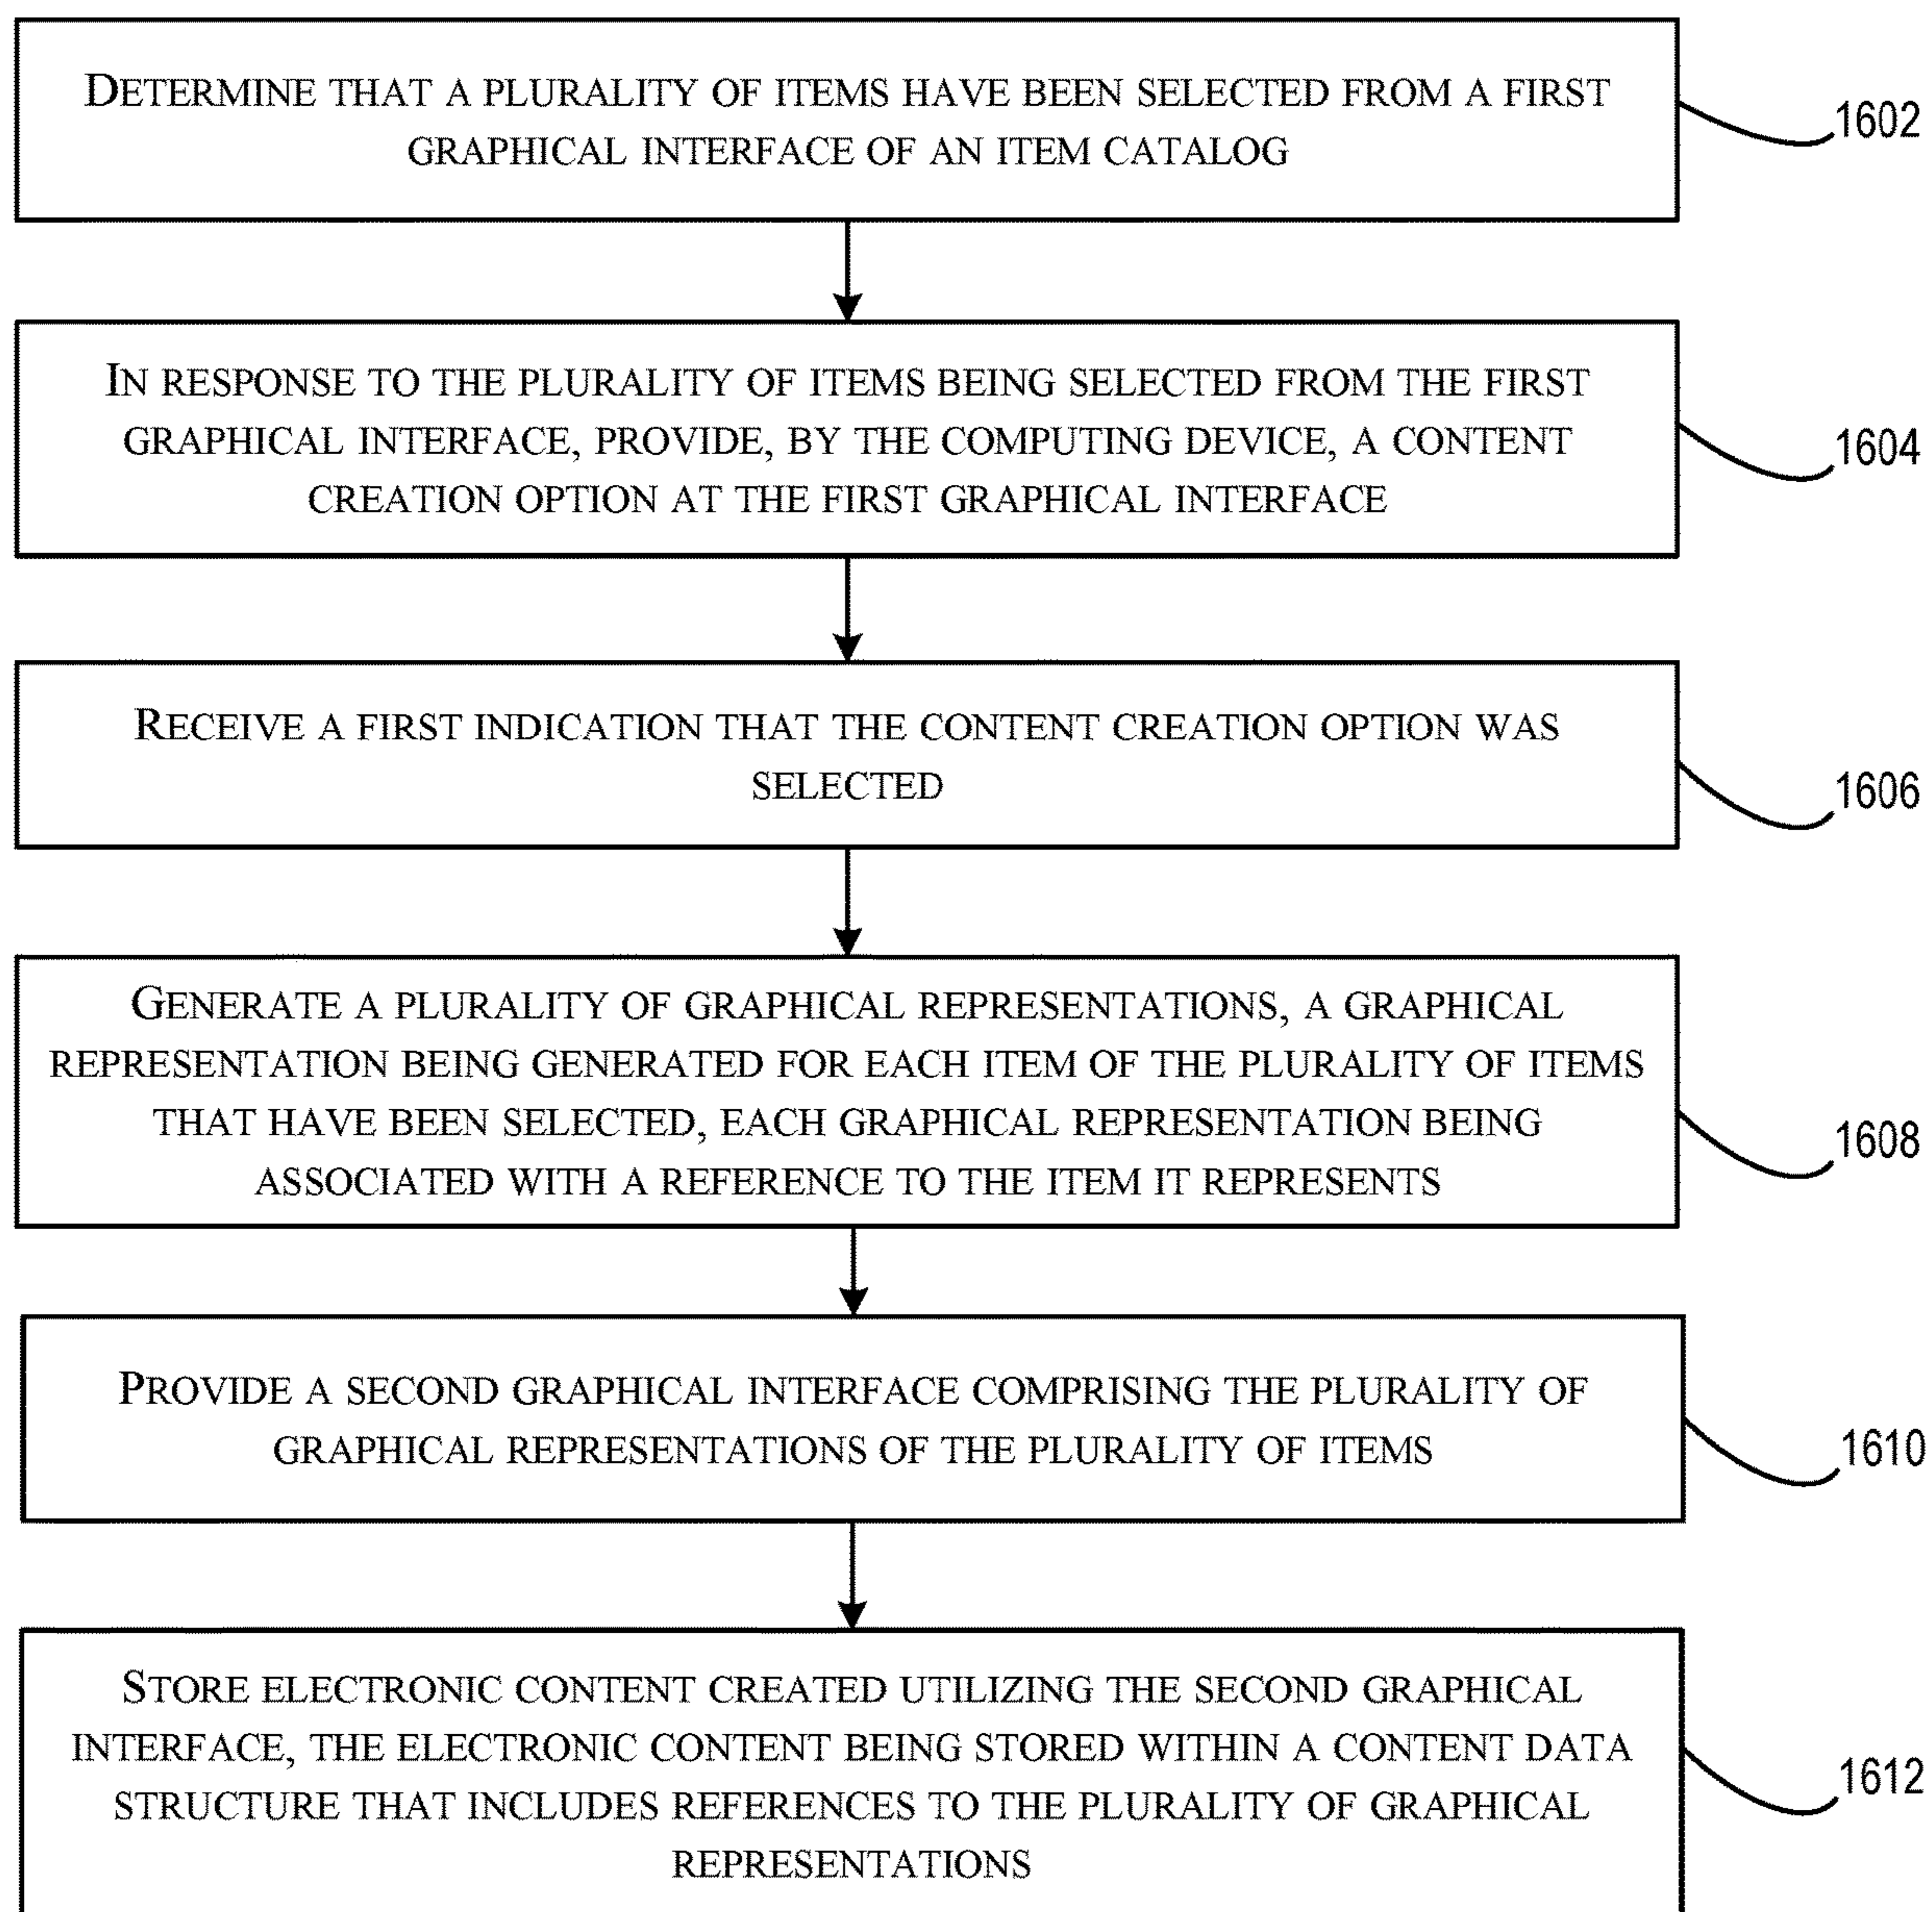 DETERMINE THAT A PLURALITY OF ITEMS HAVE BEEN SELECTED FROM A FIRST
GRAPHICAL INTERFACE OF AN ITEM CATALOG
1602
IN RESPONSE TO THE PLURALITY OF ITEMS BEING SELECTED FROM THE FIRST
GRAPHICAL INTERFACE, PROVIDE, BY THE COMPUTING DEVICE, A CONTENT
CREATION OPTION AT THE FIRST GRAPHICAL INTERFACE
1604
RECEIVE A FIRST INDICATION THAT THE CONTENT CREATION OPTION WAS
SELECTED
1606
GENERATE A PLURALITY OF GRAPHICAL REPRESENTATIONS, A GRAPHICAL
REPRESENTATION BEING GENERATED FOR EACH ITEM OF THE PLURALITY OF ITEMS
THAT HAVE BEEN SELECTED, EACH GRAPHICAL REPRESENTATION BEING
ASSOCIATED WITH A REFERENCE TO THE ITEM IT REPRESENTS
1608
PROVIDE A SECOND GRAPHICAL INTERFACE COMPRISING THE PLURALITY OF
GRAPHICAL REPRESENTATIONS OF THE PLURALITY OF ITEMS
1610
STORE ELECTRONIC CONTENT CREATED UTILIZING THE SECOND GRAPHICAL
INTERFACE, THE ELECTRONIC CONTENT BEING STORED WITHIN A CONTENT DATA
STRUCTURE THAT INCLUDES REFERENCES TO THE PLURALITY OF GRAPHICAL
REPRESENTATIONS
1612